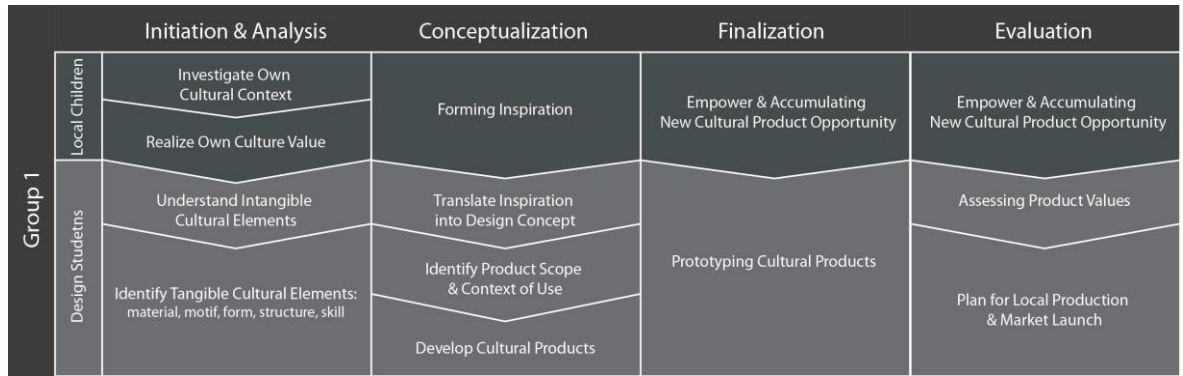 Initiation & Analysis
Conceptualization
Finalization
Evaluation
Group 1
Local Children
Investigate Own
Cultural Context
Realize Own Culture Value
Forming Inspiration
Empower & Accumulating
New Cultural Product Opportunity
Empower & Accumulating
New Cultural Product Opportunity
Design Studetns
Understand Intangible
Cultural Elements
Identify Tangible Cultural Elements:
material, motif, form, structure, skill
Translate Inspiration
into Design Concept
Identify Product Scope
& Context of Use
Develop Cultural Products
Prototyping Cultural Products
Assessing Product Values
Plan for Local Production
& Market Launch